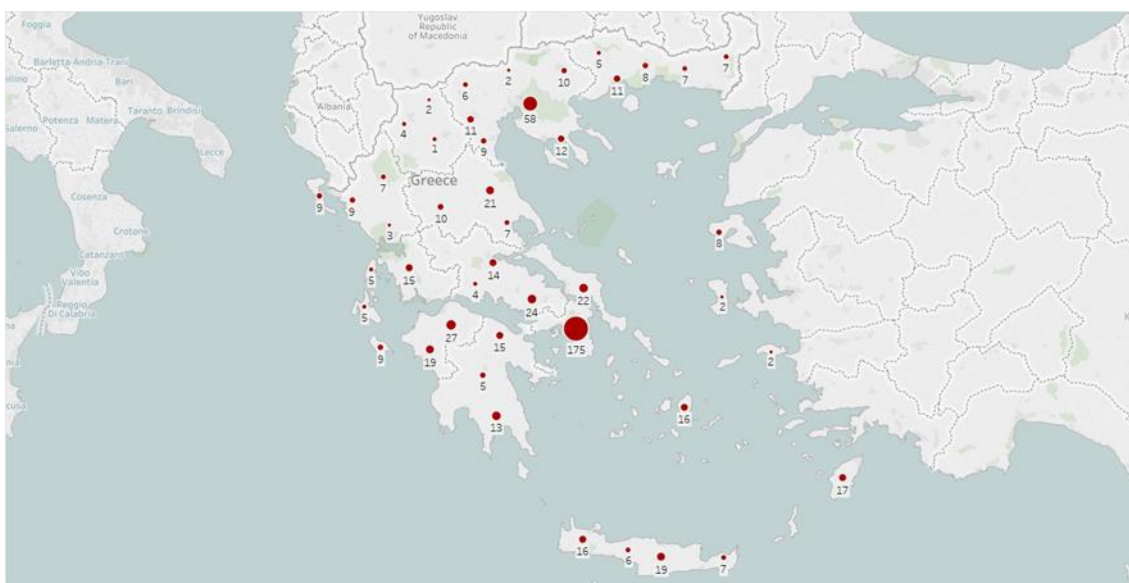 Foggia
Yugoslav
Republic
of Macedonia
Barletta-Andria-Trani
Bari
Albania
Potenza
Matera
Taranto
Brindisi
Salerno
Lecce
Cosenza
Crotone
Catanzaro
Vibo
Valentia
Reggio
Di Calabria
Greece
5
7
2
10
8
7
6
11
2
58
4
11
12
1
9
7
9
9
21
10
7
3
8
14
5
15
4
22
2
5
24
27
15
175
9
19
2
5
16
13
17
16
6
19
7